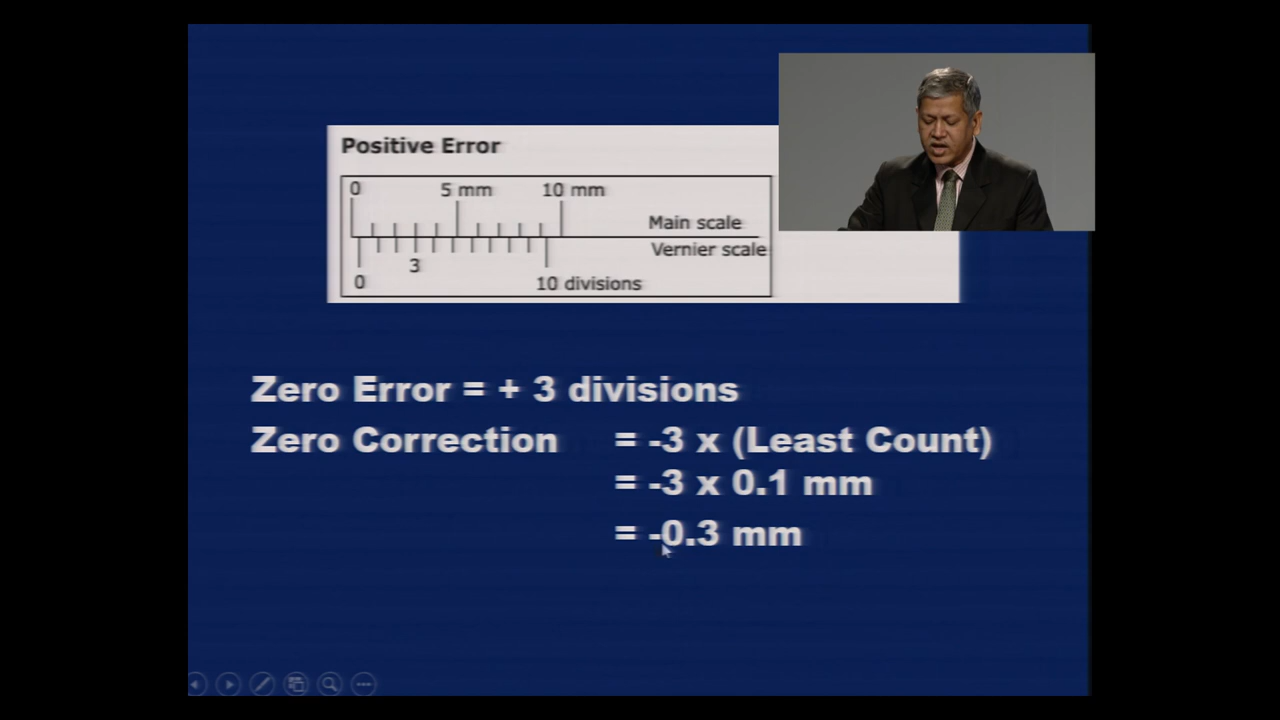 Positive Error
0 5 mm 10 mm
Main scale
Vernier scale
3
0 10 divisions
Zero Error = + 3 divisions
Zero Correction = -3 x (Least Count)
= -3 x 0.1 mm
= -0.3 mm